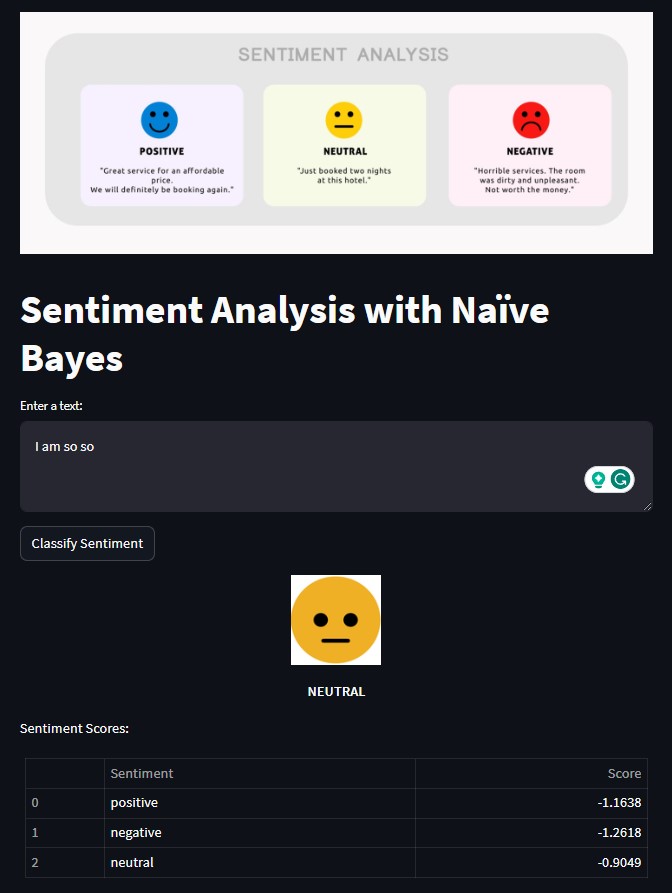 SENTIMENT ANALYSIS
POSITIVE
"Great service for an affordable
price.
We will definitely be booking again."
NEUTRAL
"Just booked two nights
at this hotel."
NEGATIVE
"Horrible services. The room
was dirty and unpleasant.
Not worth the money."
Sentiment Analysis with Naïve
Bayes
Enter a text:
I am so so
Classify Sentiment
NEUTRAL
Sentiment Scores:
Sentiment Score
0 positive -1.1638
1 negative -1.2618
2 neutral -0.9049